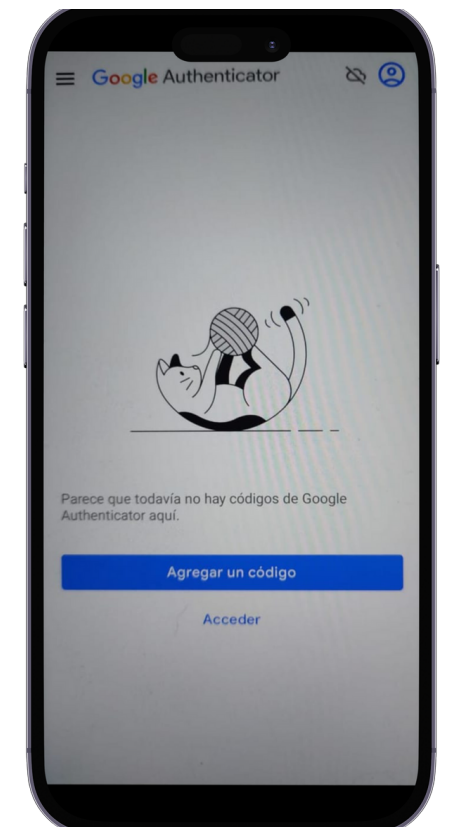 Google Authenticator
Parece que todavía no hay códigos de Google
Authenticator aquí.
Agregar un código
Acceder